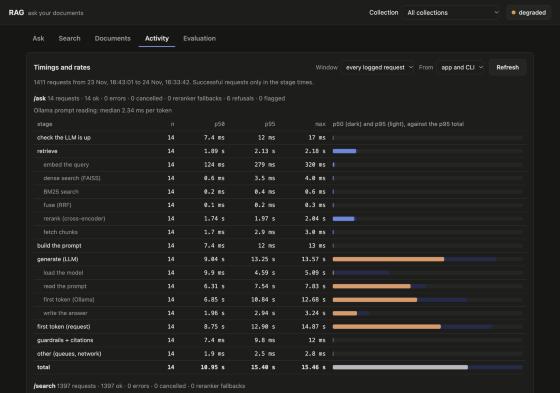 RAG ask your documents
Collection All collections degraded
Ask Search Documents Activity Evaluation
Timings and rates
Window every logged request From app and CLI Refresh
1411 requests from 23 Nov, 16:43:01 to 24 Nov, 16:33:42. Successful requests only in the stage times.
/ask 14 requests · 14 ok · 0 errors · 0 cancelled · 0 reranker fallbacks · 6 refusals · 0 flagged
Ollama prompt reading: median 2.34 ms per token
stage n p50 p95 max p50 (dark) and p95 (light), against the p95 total
check the LLM is up 14 7.4 ms 12 ms 17 ms
retrieve 14 1.89 s 2.13 s 2.18 s
embed the query 14 124 ms 279 ms 320 ms
dense search (FAISS) 14 0.6 ms 3.5 ms 4.0 ms
BM25 search 14 0.2 ms 0.4 ms 0.6 ms
fuse (RRF) 14 0.1 ms 0.2 ms 0.3 ms
rerank (cross-encoder) 14 1.74 s 1.97 s 2.04 s
fetch chunks 14 1.7 ms 2.9 ms 3.0 ms
build the prompt 14 7.4 ms 12 ms 13 ms
generate (LLM) 14 9.04 s 13.25 s 13.57 s
load the model 14 9.9 ms 4.59 s 5.09 s
read the prompt 14 6.31 s 7.54 s 7.83 s
first token (Ollama) 14 6.85 s 10.84 s 12.68 s
write the answer 14 1.96 s 2.94 s 3.24 s
first token (request) 14 8.75 s 12.90 s 14.87 s
guardrails + citations 14 7.4 ms 9.8 ms 12 ms
other (queues, network) 14 1.9 ms 2.5 ms 2.8 ms
total 14 10.95 s 15.40 s 15.46 s
/search 1397 requests · 1397 ok · 0 errors · 0 cancelled · 0 reranker fallbacks